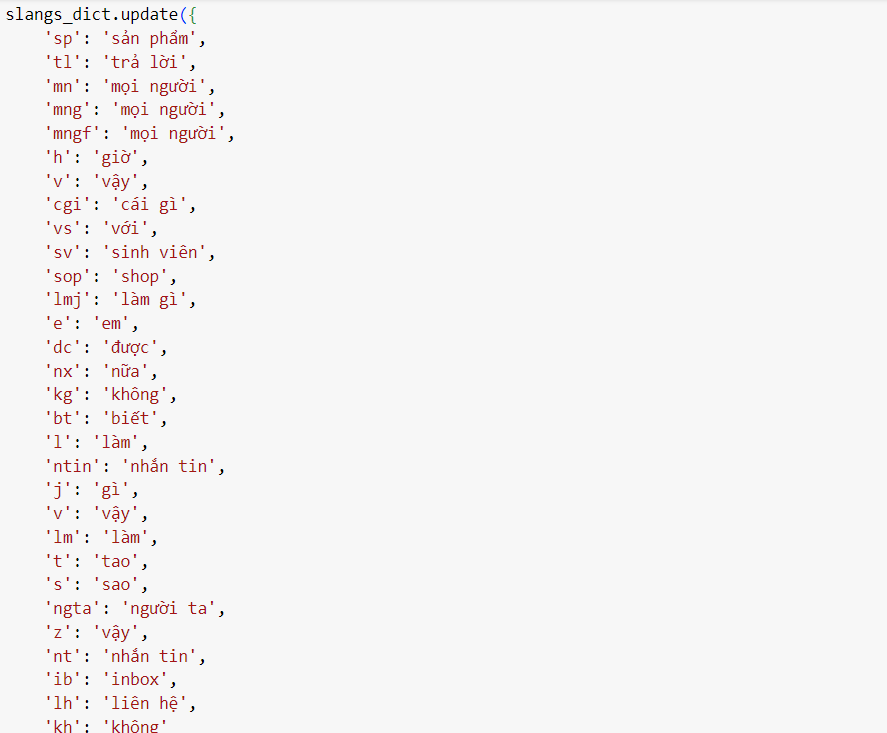 slangs_dict.update({
'sp': 'sản phẩm',
'tl': 'trả lời',
'mn': 'mọi người',
'mng': 'mọi người',
'mngf': 'mọi người',
'h': 'giờ',
'v': 'vậy',
'cgi': 'cái gì',
'vs': 'với',
'sv': 'sinh viên',
'sop': 'shop',
'lmj': 'làm gì',
'e': 'em',
'dc': 'được',
'nx': 'nữa',
'kg': 'không',
'bt': 'biết',
'l': 'làm',
'ntin': 'nhắn tin',
'j': 'gì',
'v': 'vậy',
'lm': 'làm',
't': 'tao',
's': 'sao',
'ngta': 'người ta',
'z': 'vậy',
'nt': 'nhắn tin',
'ib': 'inbox',
'lh': 'liên hệ',
'kh': 'không'